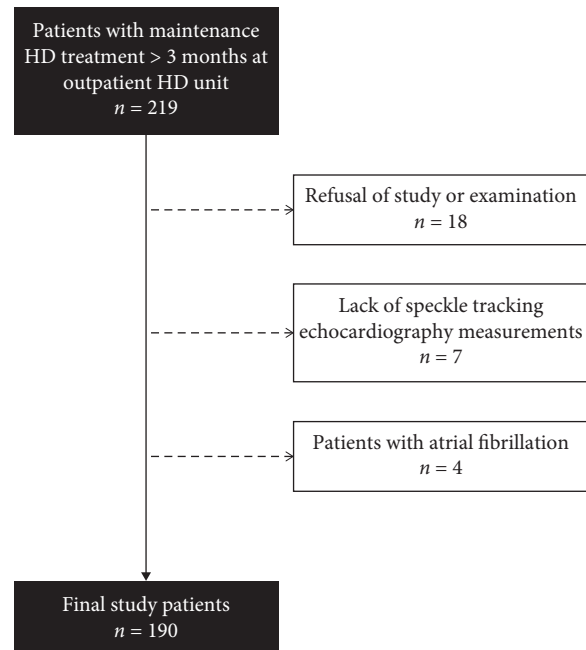 Patients with maintenance
HD treatment > 3 months at
outpatient HD unit
n = 219
Refusal of study or examination
n = 18
Lack of speckle tracking
echocardiography measurements
n = 7
Patients with atrial fibrillation
n = 4
Final study patients
n = 190